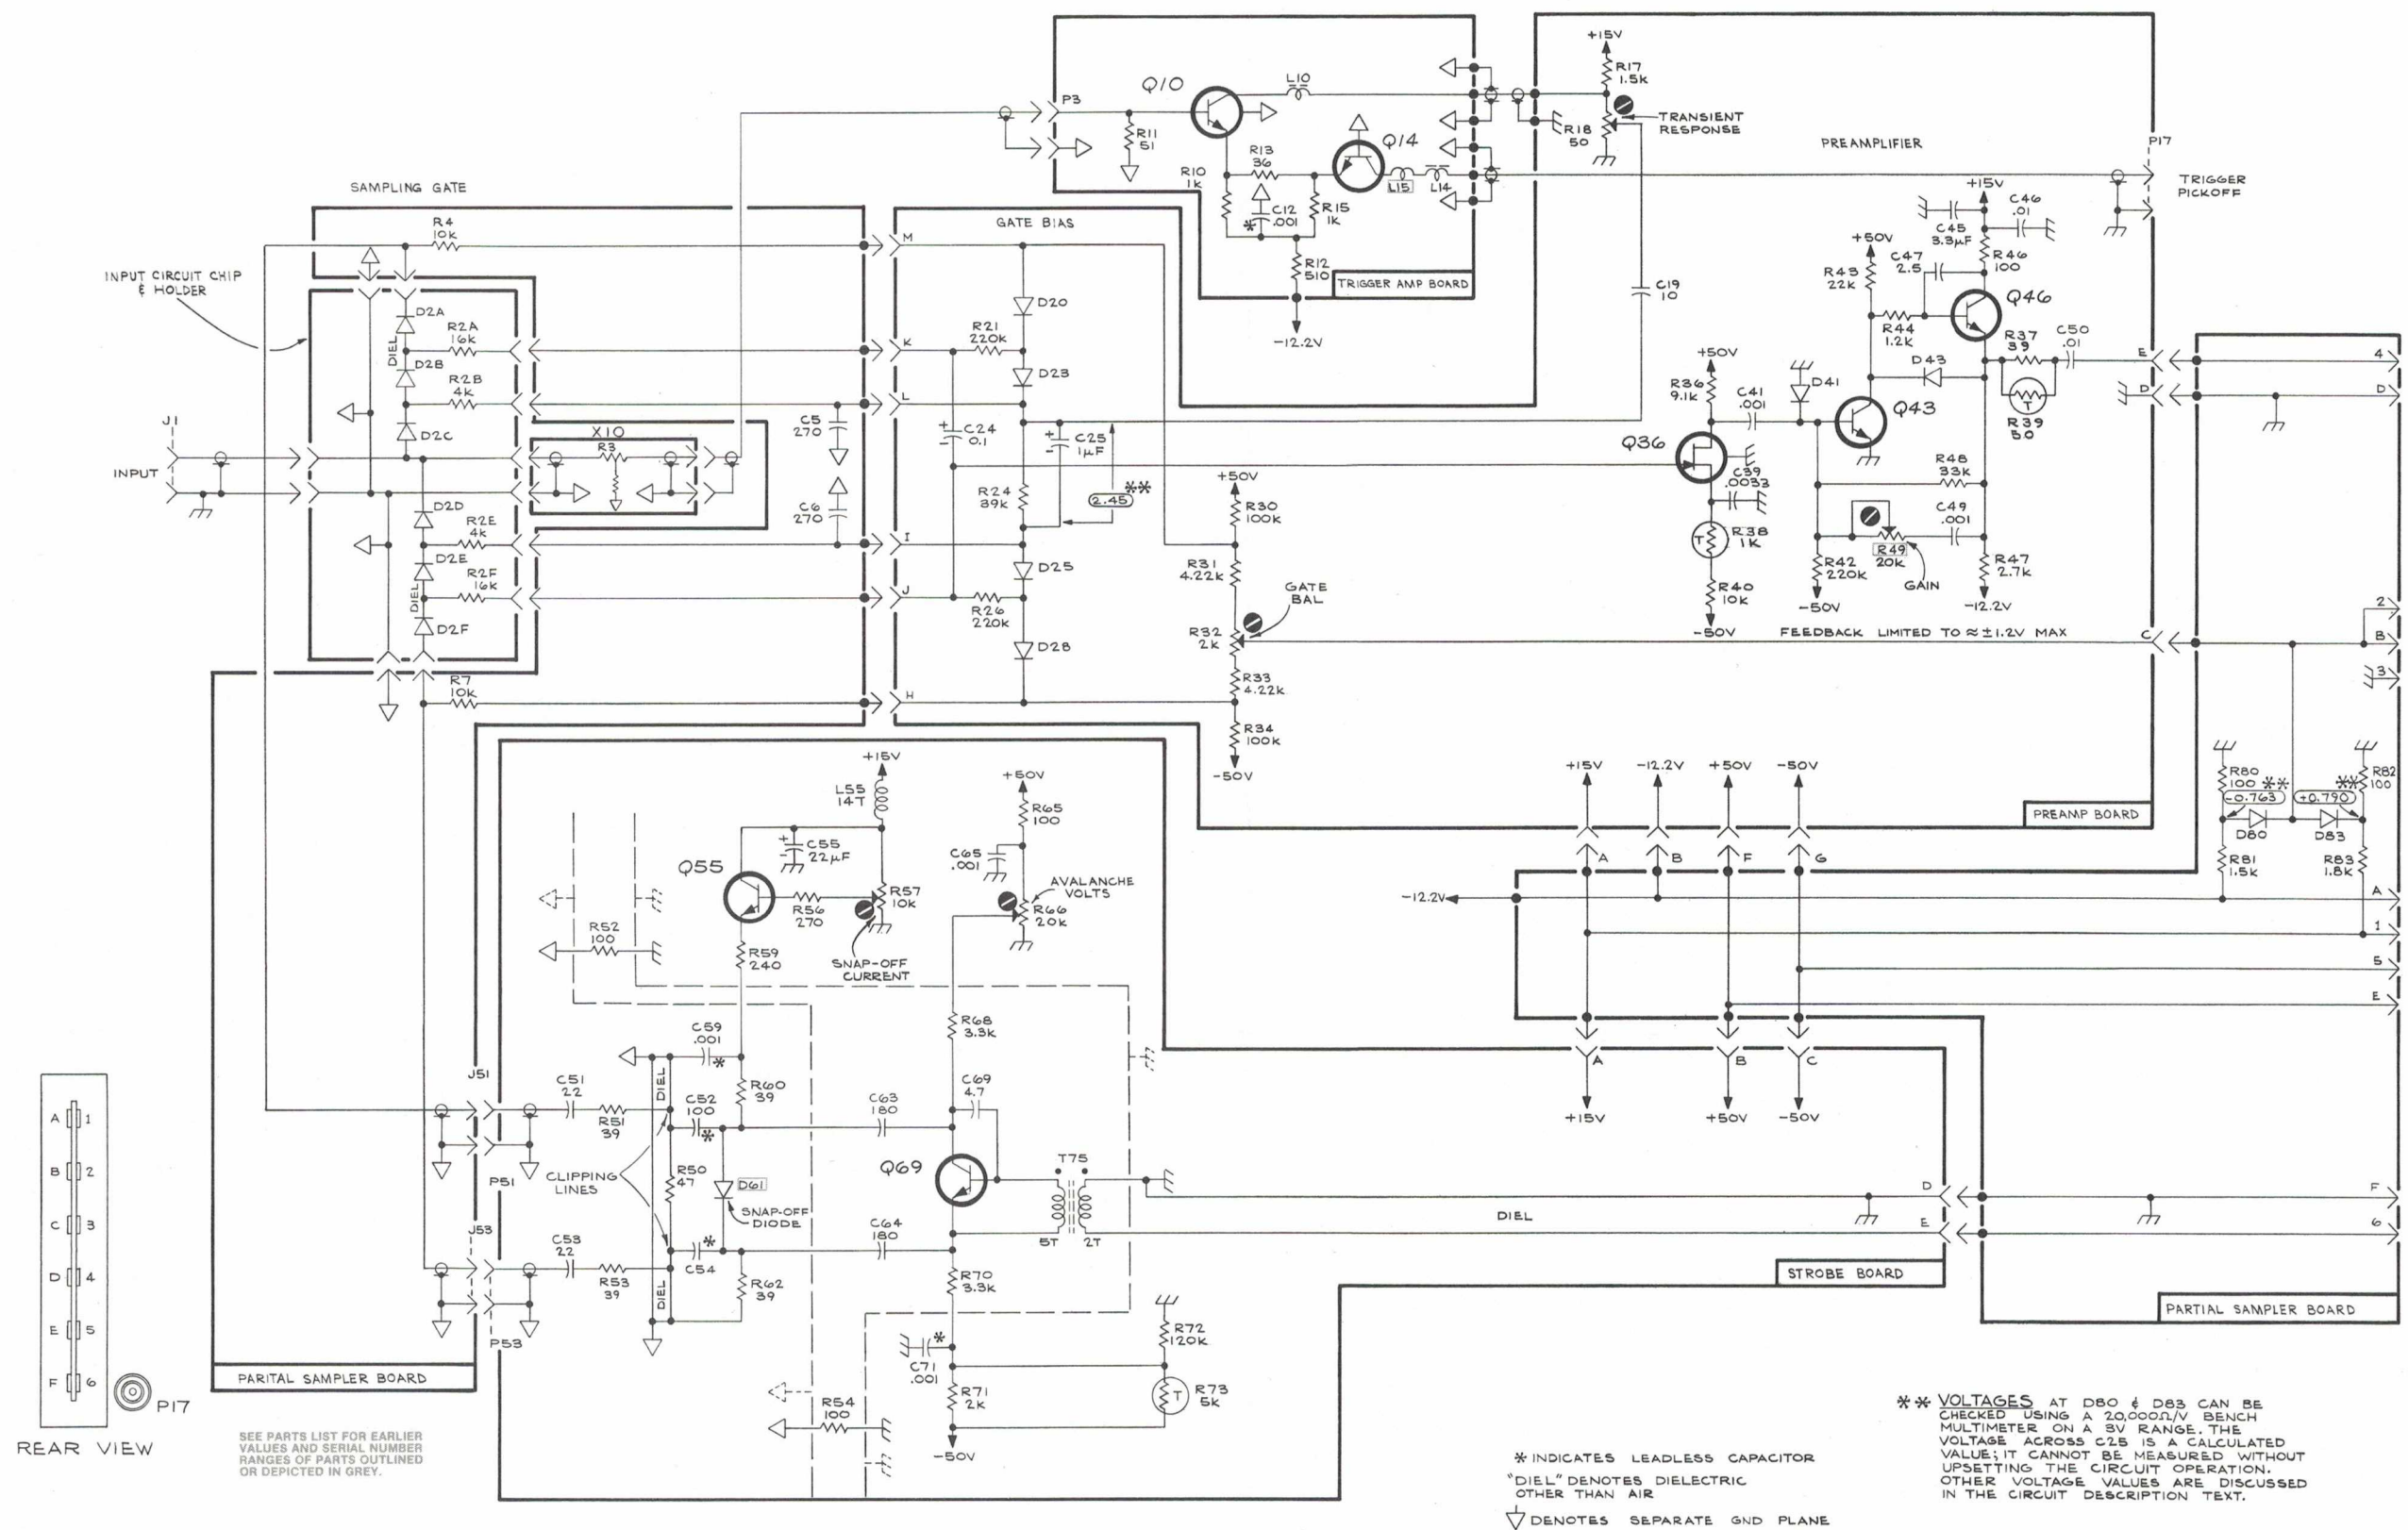 SAMPLING GATE
INPUT CIRCUIT CHIP
& HOLDER
J1
INPUT
R4
10K
D2A
DIEL
R2A
16K
D2B
R2B
4K
D2C
X10
R3
D2D
R2E
4K
D2E
R2F
16K
DIEL
D2F
R7
10K
C5
270
C6
270
M
K
L
I
J
H
GATE BIAS
D20
R21
220K
D23
C24
0.1
+
-
C25
1µF
+
-
R24
39K
2.45
**
D25
R26
220K
D28
P3
R11
51
Q10
L10
R10
1K
R13
36
C12
.001
*
R15
1K
Q14
L15
L14
R12
510
-12.2V
TRIGGER AMP BOARD
+15V
R17
1.5K
R18
50
TRANSIENT
RESPONSE
C19
10
PREAMPLIFIER
P17
TRIGGER
PICKOFF
+15V
C45
3.3µF
C46
.01
R46
100
+50V
R43
22K
C47
2.5
Q46
R44
1.2K
R37
39
C50
.01
E
D
D43
R39
50
T
+50V
R36
9.1K
C41
.001
D41
Q43
Q36
C39
.0033
R38
1K
T
R40
10K
-50V
R48
33K
C49
.001
R49
20K
GAIN
R42
220K
-50V
R47
2.7K
-12.2V
+50V
R30
100K
R31
4.22K
GATE
BAL
R32
2K
R33
4.22K
R34
100K
-50V
FEEDBACK LIMITED TO ≈ ±1.2V MAX
C
4
D
2
B
3
R80
100
**
-0.763
D80
R81
1.5K
R82
100
**
+0.790
D83
R83
1.8K
A
1
5
E
F
6
+15V
-12.2V
+50V
-50V
PREAMP BOARD
A
B
F
G
-12.2V
A
B
C
+15V
+50V
-50V
+15V
L55
14T
C55
22µF
+
-
Q55
R56
270
R57
10K
SNAP-OFF
CURRENT
R52
100
R59
240
+50V
R65
100
C65
.001
AVALANCHE
VOLTS
R66
20K
R68
3.3K
C59
.001
*
DIEL
R60
39
C52
100
*
C63
180
C69
4.7
J51
C51
22
R51
39
P51
CLIPPING
LINES
R50
47
D61
SNAP-OFF
DIODE
Q69
T75
5T
2T
C64
180
J53
C53
22
R53
39
P53
DIEL
C54
*
R62
39
R70
3.3K
C71
.001
*
R71
2K
R72
120K
R73
5K
T
R54
100
-50V
DIEL
D
E
STROBE BOARD
PARTIAL SAMPLER BOARD
PARITAL SAMPLER BOARD
A 1
B 2
C 3
D 4
E 5
F 6
P17
REAR VIEW
SEE PARTS LIST FOR EARLIER
VALUES AND SERIAL NUMBER
RANGES OF PARTS OUTLINED
OR DEPICTED IN GREY.
* INDICATES LEADLESS CAPACITOR
"DIEL" DENOTES DIELECTRIC
OTHER THAN AIR
DENOTES SEPARATE GND PLANE
** VOLTAGES AT D80 & D83 CAN BE
CHECKED USING A 20,000Ω/V BENCH
MULTIMETER ON A 3V RANGE. THE
VOLTAGE ACROSS C25 IS A CALCULATED
VALUE; IT CANNOT BE MEASURED WITHOUT
UPSETTING THE CIRCUIT OPERATION.
OTHER VOLTAGE VALUES ARE DISCUSSED
IN THE CIRCUIT DESCRIPTION TEXT.